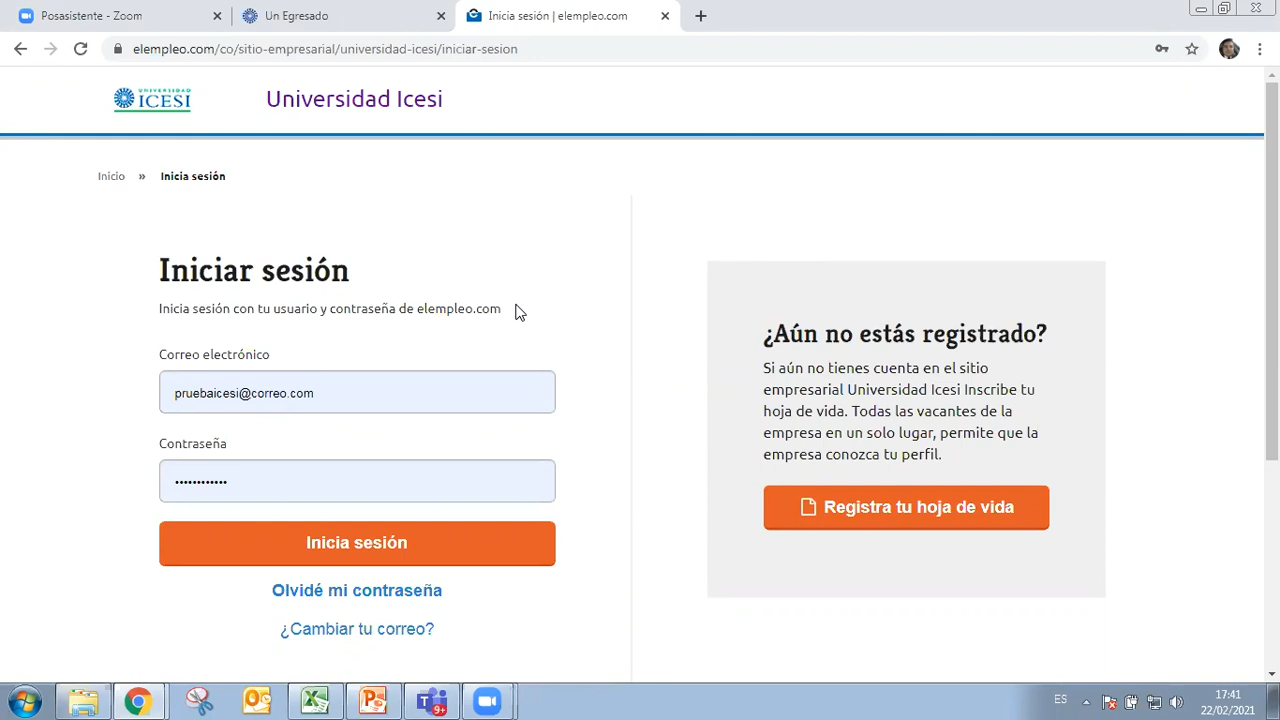 Posasistente - Zoom
Un Egresado
Inicia sesión | elempleo.com
elempleo.com/co/sitio-empresarial/universidad-icesi/iniciar-sesion
UNIVERSIDAD
ICESI
Universidad Icesi
Inicio » Inicia sesión
Iniciar sesión
Inicia sesión con tu usuario y contraseña de elempleo.com
Correo electrónico
pruebaicesi@correo.com
Contraseña
••••••••••••
Inicia sesión
Olvidé mi contraseña
¿Cambiar tu correo?
¿Aún no estás registrado?
Si aún no tienes cuenta en el sitio
empresarial Universidad Icesi Inscribe tu
hoja de vida. Todas las vacantes de la
empresa en un solo lugar, permite que la
empresa conozca tu perfil.
Registra tu hoja de vida
9+
ES
17:41
22/02/2021